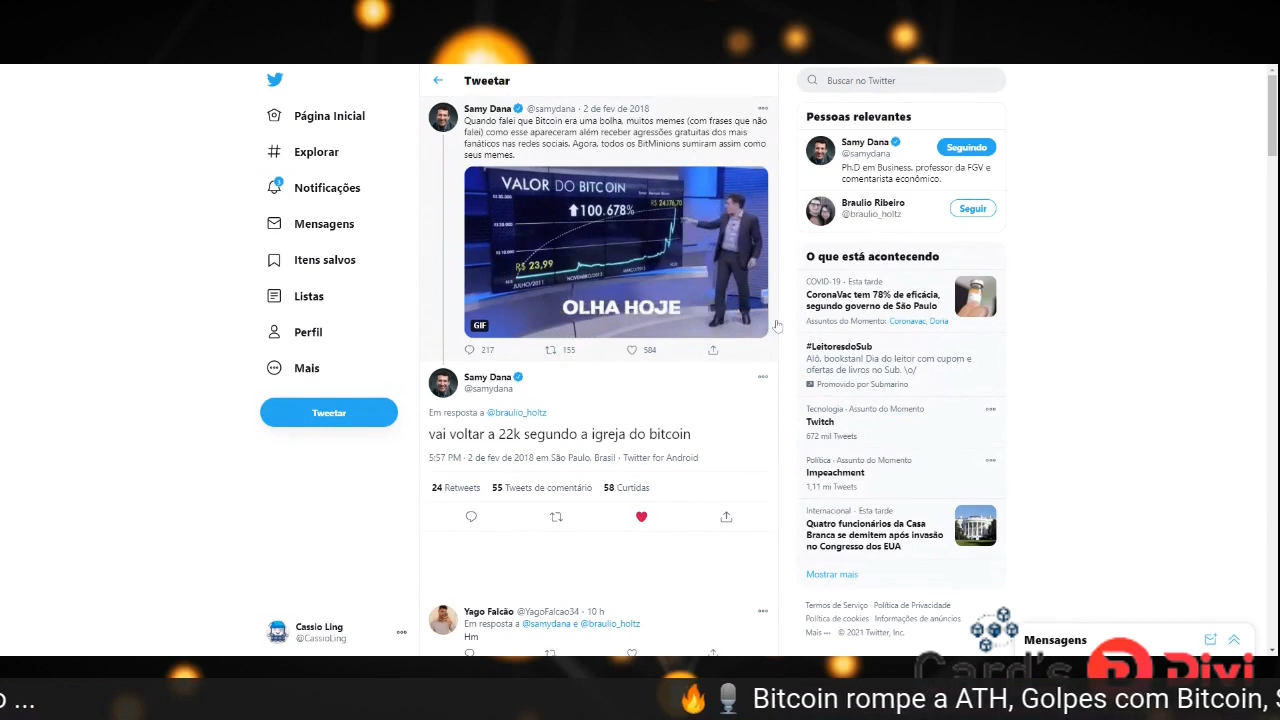 Página Inicial
Explorar
3
Notificações
Mensagens
Itens salvos
Listas
Perfil
Mais
Tweetar
Cassio Ling
@CassioLing
Tweetar
Samy Dana @samydana · 2 de fev de 2018
Quando falei que Bitcoin era uma bolha, muitos memes (com frases que não
falei) como esse apareceram além receber agressões gratuitas dos mais
fanáticos nas redes sociais. Agora, todos os BitMinions sumiram assim como
seus memes.
VALOR DO BITCOIN
100.678%
R$ 24.176,70
R$ 23,99
JULHO/2011
NOVEMBRO/2013
HOJE
OLHA HOJE
GIF
217 155 584
Samy Dana
@samydana
Em resposta a @braulio_holtz
vai voltar a 22k segundo a igreja do bitcoin
5:57 PM · 2 de fev de 2018 em São Paulo, Brasil · Twitter for Android
24 Retweets 55 Tweets de comentário 58 Curtidas
Yago Falcão @YagoFalcao34 · 10 h
Em resposta a @samydana e @braulio_holtz
Hm
Buscar no Twitter
Pessoas relevantes
Samy Dana
@samydana
Seguindo
Ph.D em Business, professor da FGV e
comentarista econômico.
Braulio Ribeiro
@braulio_holtz
Seguir
O que está acontecendo
COVID-19 · Esta tarde
CoronaVac tem 78% de eficácia,
segundo governo de São Paulo
Assuntos do Momento: Coronavac, Doria
#LeitoresdoSub
Alô, bookstan! Dia do leitor com cupom e
ofertas de livros no Sub. \o/
Promovido por Submarino
Tecnologia · Assunto do Momento
Twitch
672 mil Tweets
Política · Assunto do Momento
Impeachment
1,11 mi Tweets
Internacional · Esta tarde
Quatro funcionários da Casa
Branca se demitem após invasão
no Congresso dos EUA
Mostrar mais
Termos de Serviço Política de Privacidade
Política de cookies Informações de anúncios
Mais ··· © 2021 Twitter, Inc.
Mensagens
Card's Divi
o ...
Bitcoin rompe a ATH, Golpes com Bitcoin, S